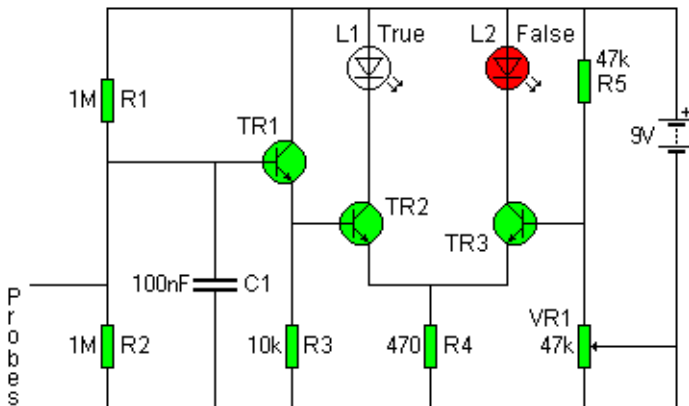 L1 True
L2 False
47k
R5
1M R1
TR1
9V
+
TR2
TR3
100nF C1
VR1
47k
Probes
1M R2
10k R3
470 R4